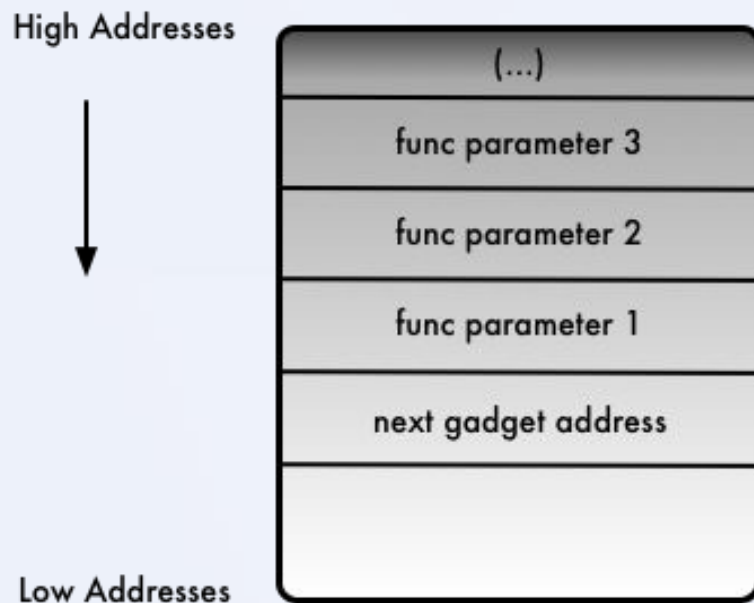 High Addresses
(...)
func parameter 3
func parameter 2
func parameter 1
next gadget address
Low Addresses